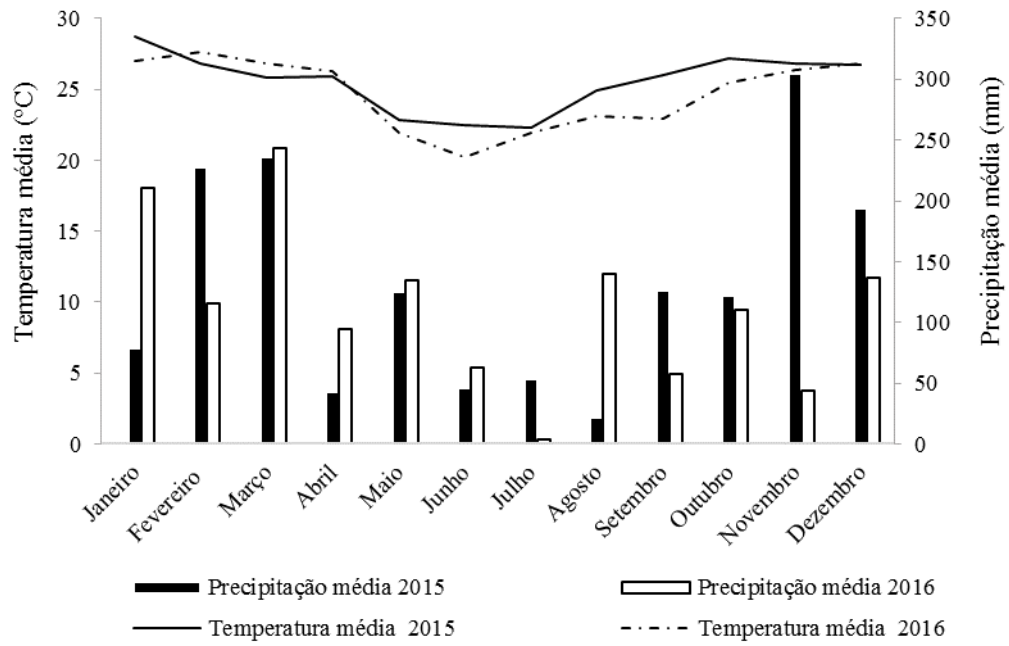 Temperatura média (°C)
30
25
20
15
10
5
0
350
300
250
200
150
100
50
0
Precipitação média (mm)
Janeiro
Fevereiro
Março
Abril
Maio
Junho
Julho
Agosto
Setembro
Outubro
Novembro
Dezembro
Precipitação média 2015
Precipitação média 2016
Temperatura média 2015
Temperatura média 2016